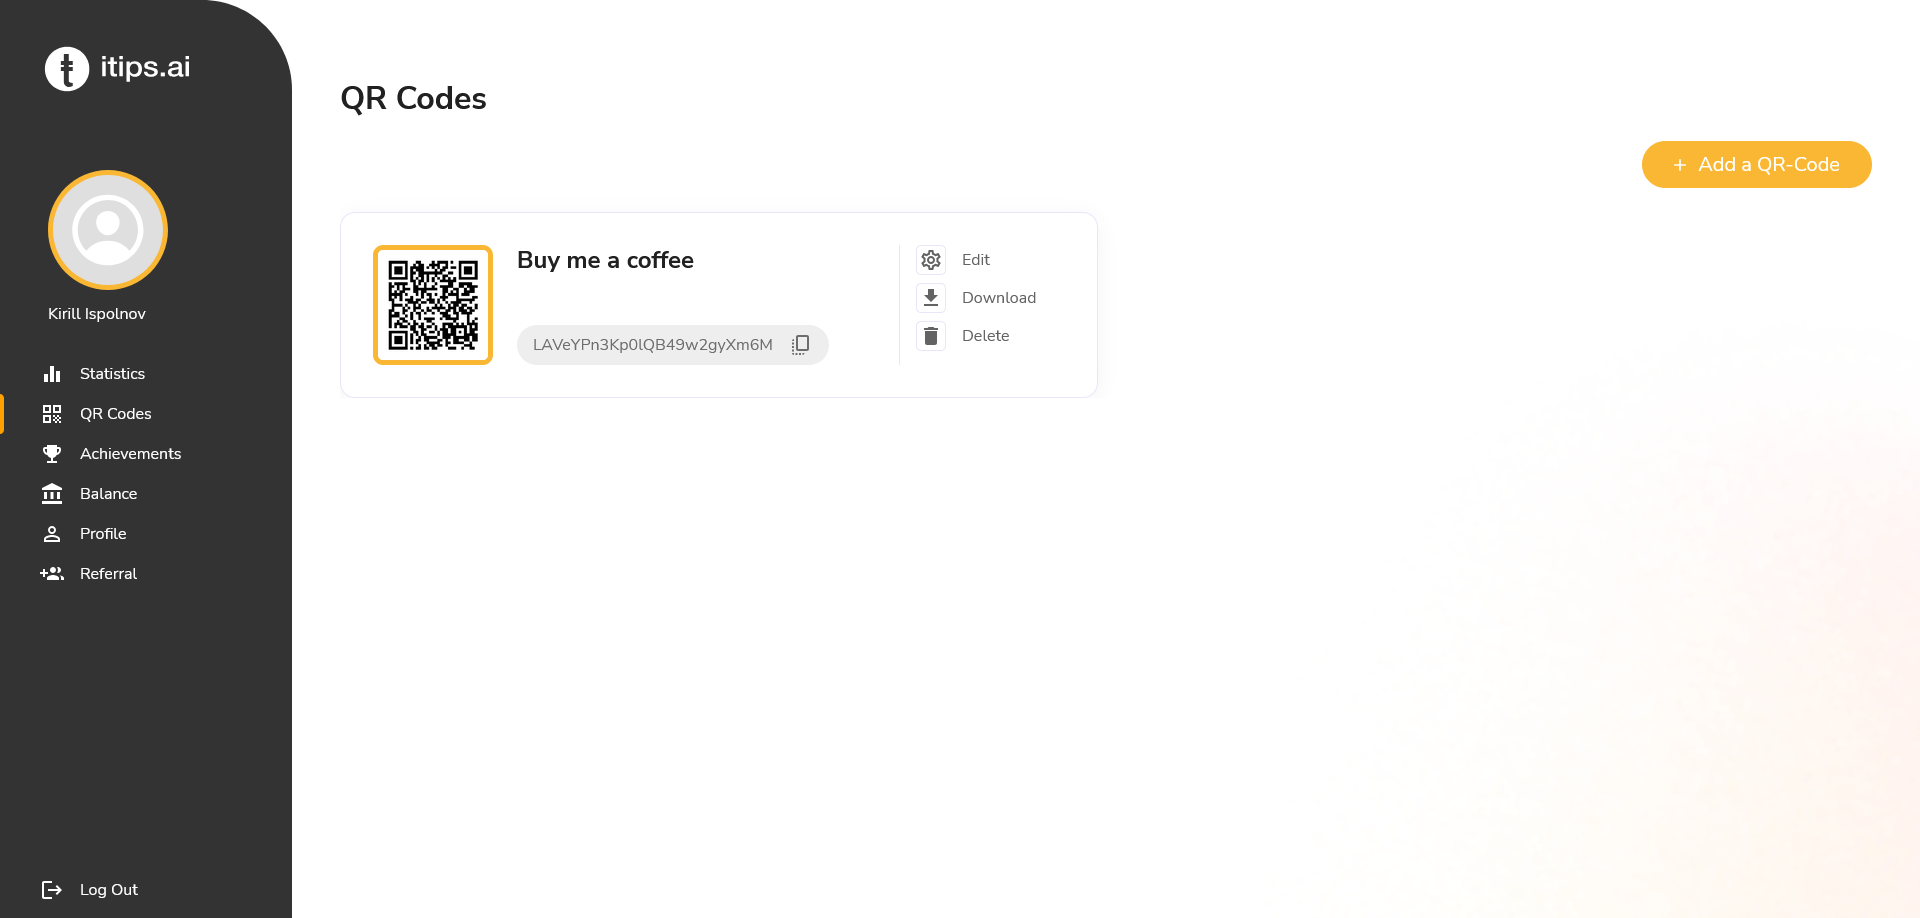 itips.ai
Kirill Ispolnov
Statistics
QR Codes
Achievements
Balance
Profile
Referral
Log Out
QR Codes
+ Add a QR-Code
Buy me a coffee
LAVeYPn3Kp0lQB49w2gyXm6M
Edit
Download
Delete